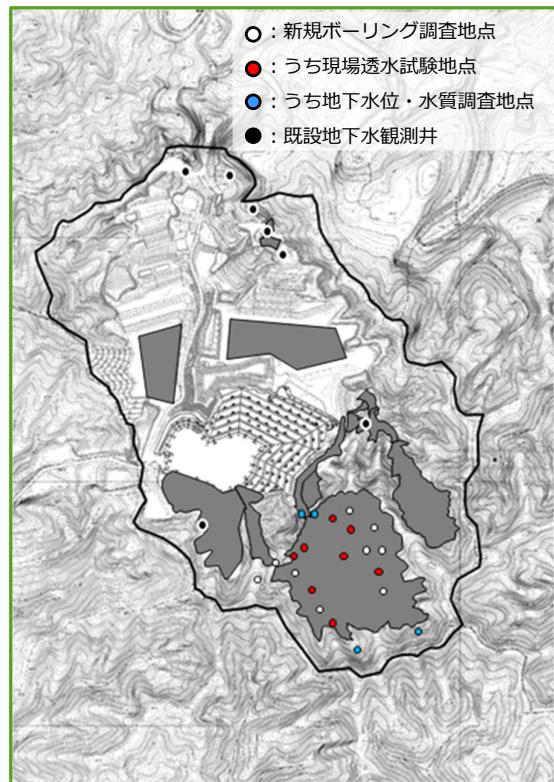 ○：新規ボーリング調査地点
●：うち現場透水試験地点
●：うち地下水位・水質調査地点
●：既設地下水観測井